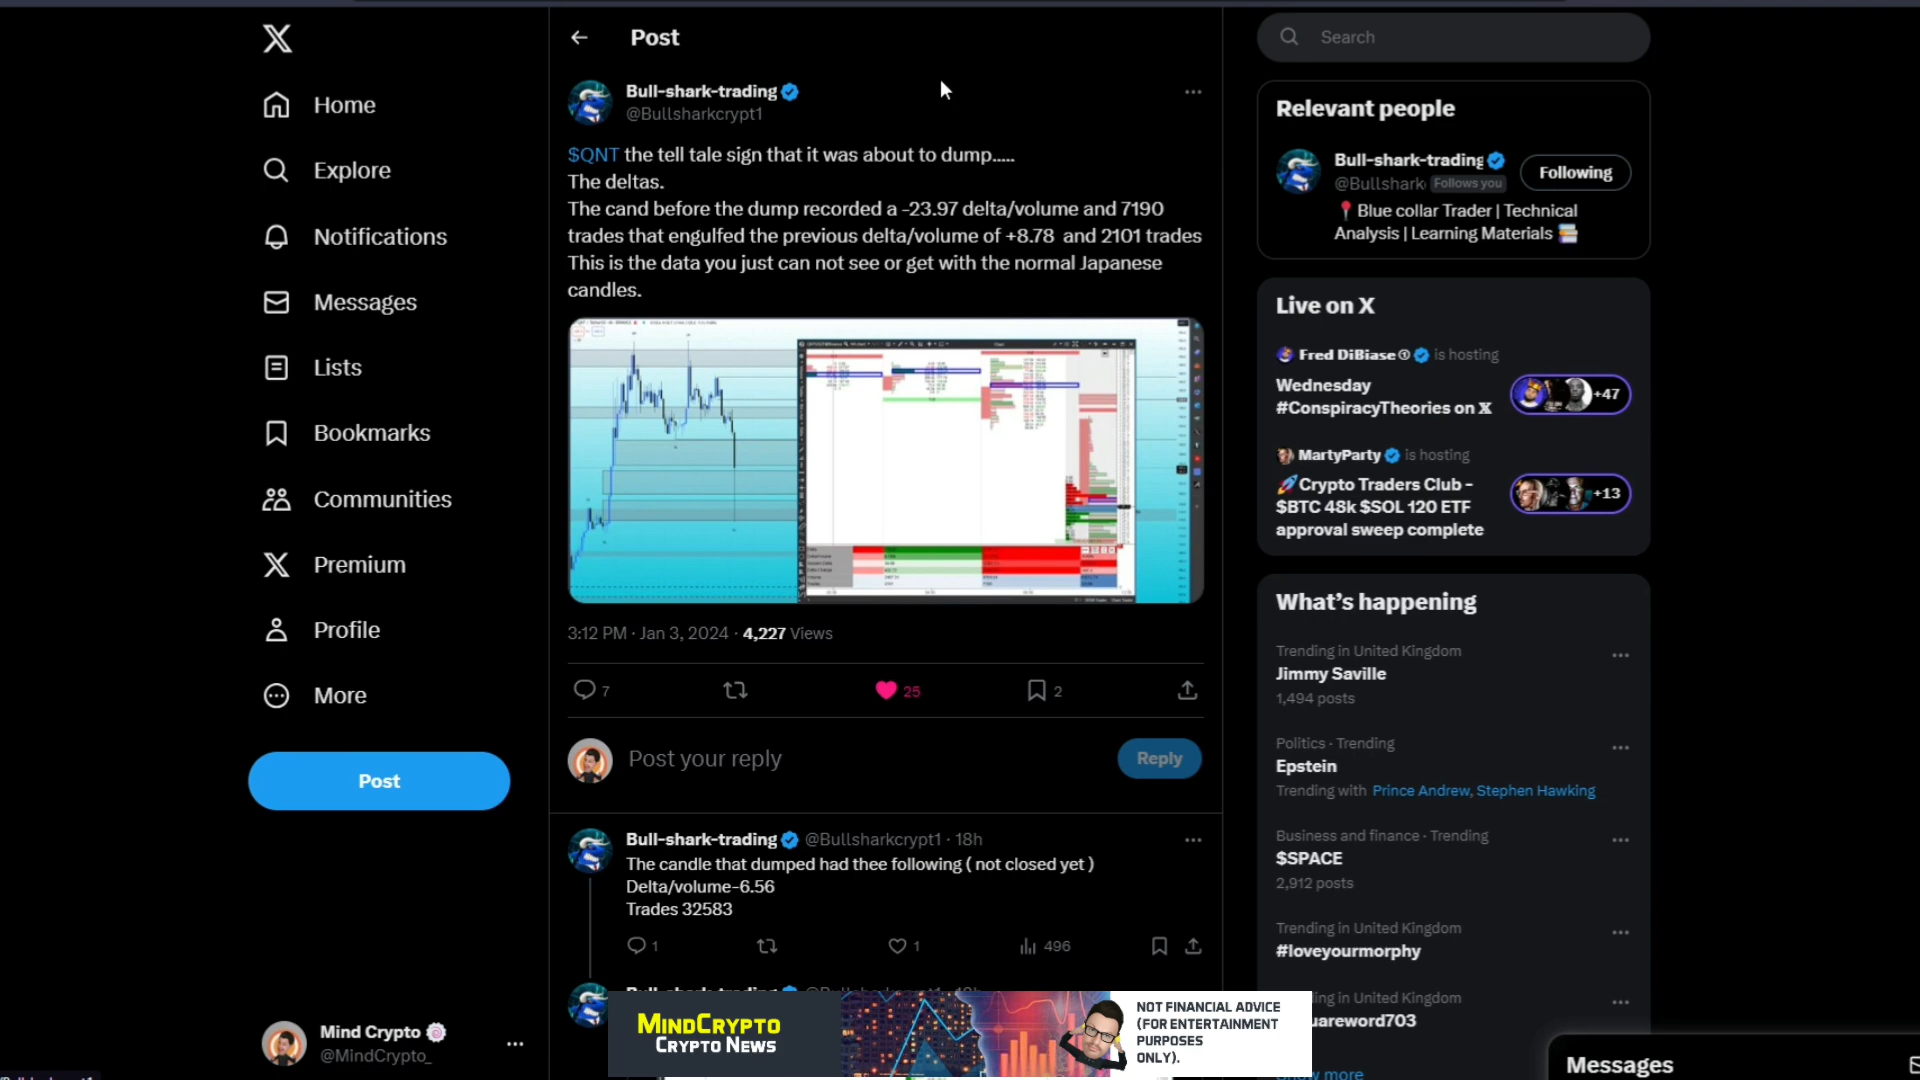 Home
Explore
Notifications
Messages
Lists
Bookmarks
Communities
Premium
Profile
More
Post
Mind Crypto
@MindCrypto_
Post
Bull-shark-trading
@Bullsharkcrypt1
$QNT the tell tale sign that it was about to dump.....
The deltas.
The cand before the dump recorded a -23.97 delta/volume and 7190
trades that engulfed the previous delta/volume of +8.78 and 2101 trades
This is the data you just can not see or get with the normal Japanese
candles.
3:12 PM · Jan 3, 2024 · 4,227 Views
7
25
2
Post your reply
Reply
Bull-shark-trading @Bullsharkcrypt1 · 18h
The candle that dumped had thee following ( not closed yet )
Delta/volume-6.56
Trades 32583
1
1
496
MINDCRYPTO
CRYPTO NEWS
NOT FINANCIAL ADVICE
(FOR ENTERTAINMENT
PURPOSES
ONLY).
Search
Relevant people
Bull-shark-trading
@Bullshark
Follows you
Following
Blue collar Trader | Technical
Analysis | Learning Materials
Live on X
Fred DiBiase is hosting
Wednesday
#ConspiracyTheories on X
+47
MartyParty is hosting
Crypto Traders Club -
$BTC 48k $SOL 120 ETF
approval sweep complete
+13
What's happening
Trending in United Kingdom
Jimmy Saville
1,494 posts
Politics · Trending
Epstein
Trending with Prince Andrew, Stephen Hawking
Business and finance · Trending
$SPACE
2,912 posts
Trending in United Kingdom
#loveyourmorphy
ing in United Kingdom
uareword703
Show more
Messages